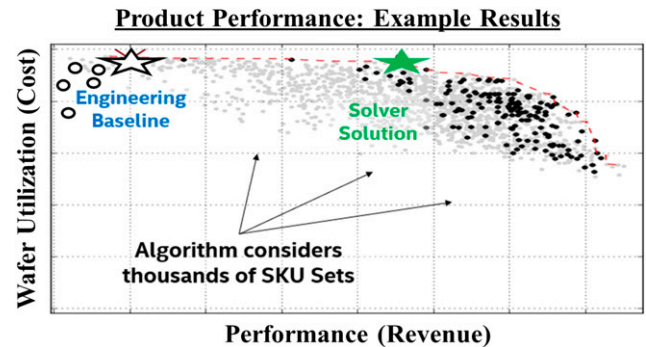 Product Performance: Example Results
Wafer Utilization (Cost)
Engineering
Baseline
Solver
Solution
Algorithm considers
thousands of SKU Sets
Performance (Revenue)